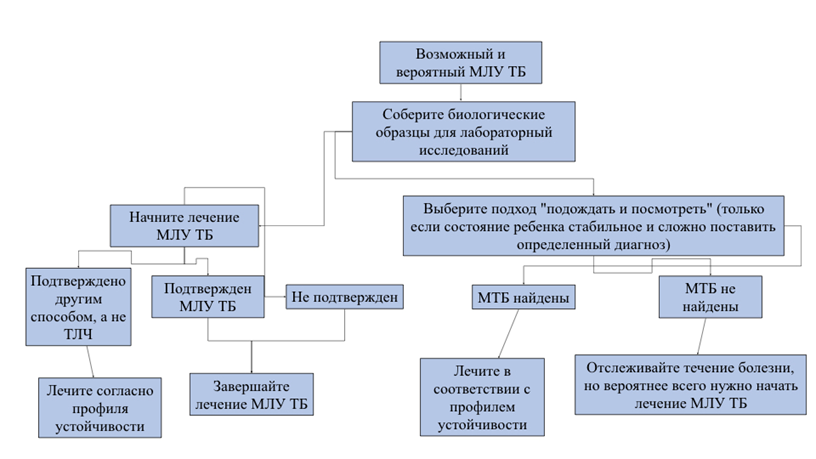 Возможный и
вероятный МЛУ ТБ
Соберите биологические
образцы для лабораторный
исследований
Начните лечение
МЛУ ТБ
Выберите подход "подождать и посмотреть" (только
если состояние ребенка стабильное и сложно поставить
определенный диагноз)
Подтверждено
другим
способом, а не
ТЛЧ
Подтвержден
МЛУ ТБ
Не подтвержден
МТБ найдены
МТБ не
найдены
Лечите согласно
профиля
устойчивости
Завершайте
лечение МЛУ ТБ
Лечите в
соответствии с
профилем
устойчивости
Отслеживайте течение болезни,
но вероятнее всего нужно начать
лечение МЛУ ТБ